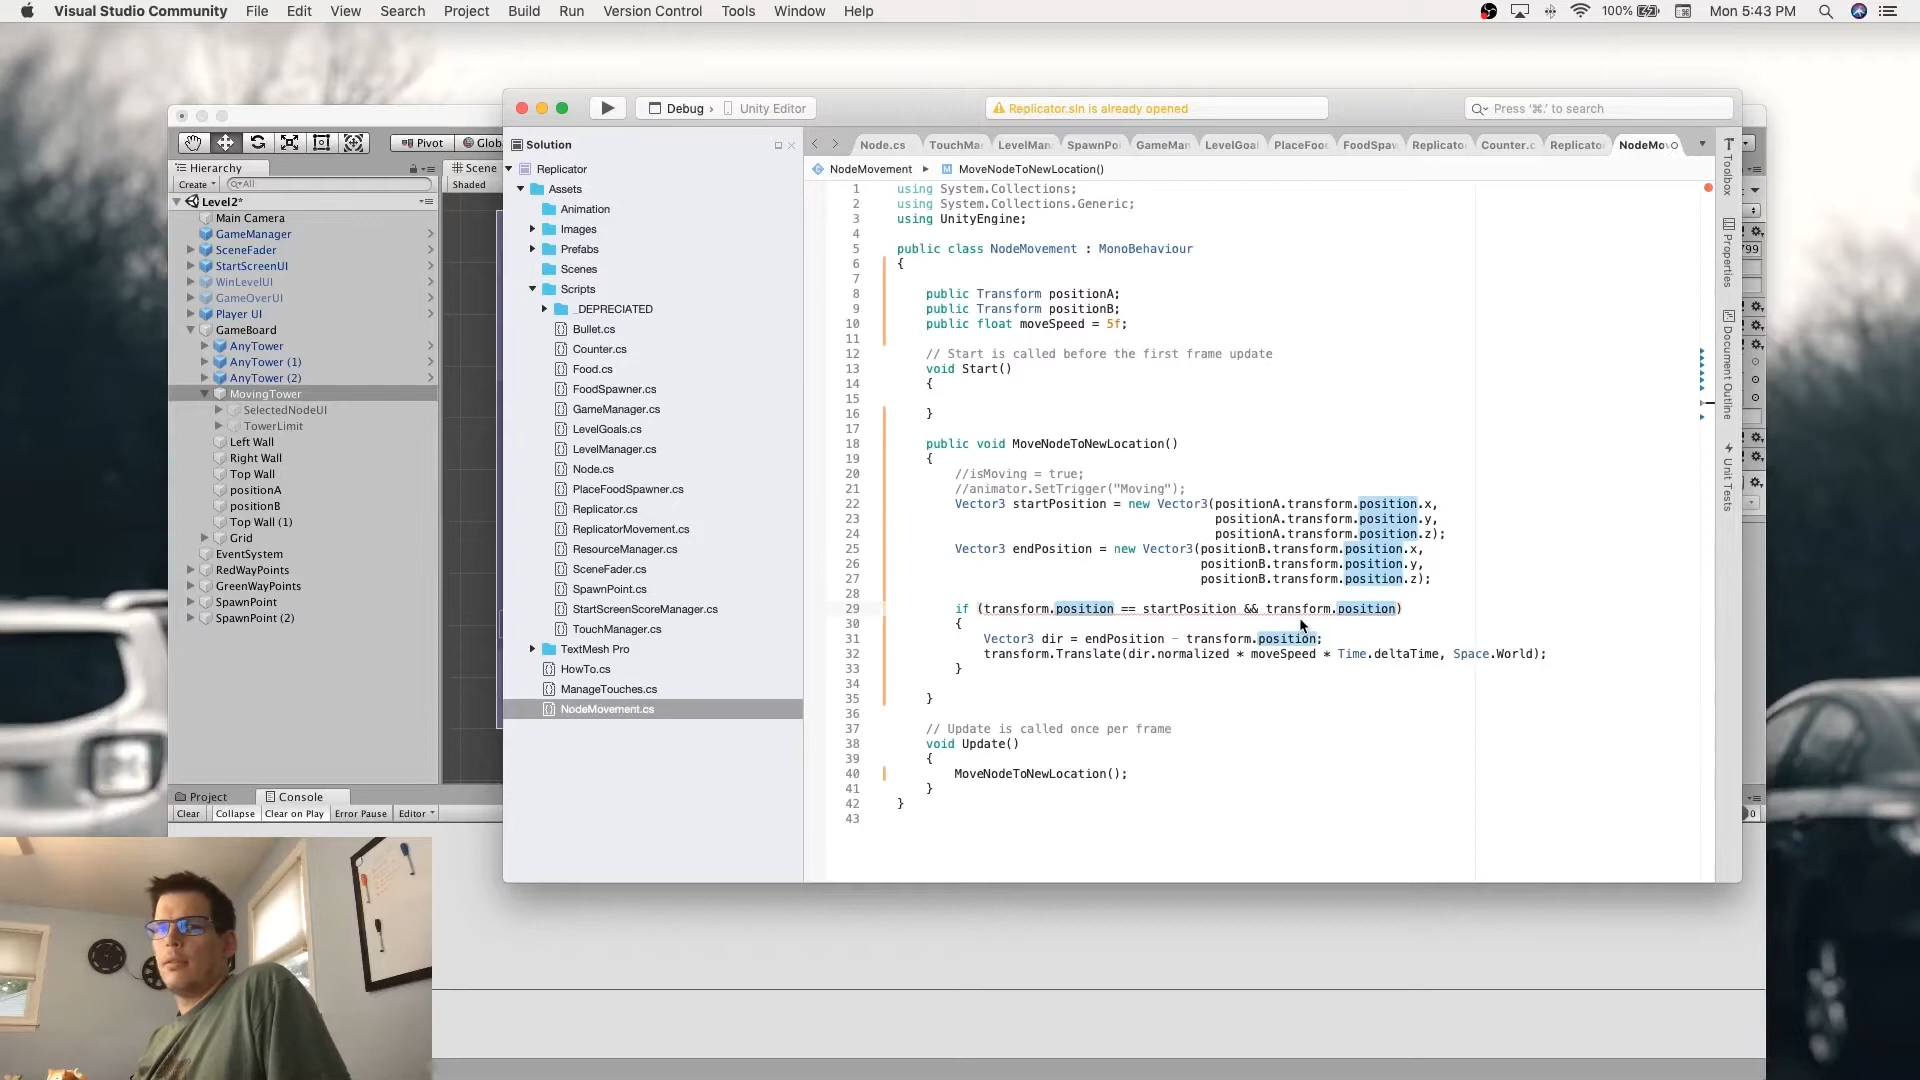 Visual Studio Community File Edit View Search Project Build Run Version Control Tools Window Help
100% Mon 5:43 PM
Debug › Unity Editor
Replicator.sln is already opened
Press '⌘.' to search
Pivot Glob
Hierarchy
Create All
Level2*
Main Camera
GameManager
SceneFader
StartScreenUI
WinLevelUI
GameOverUI
Player UI
GameBoard
AnyTower
AnyTower (1)
AnyTower (2)
MovingTower
SelectedNodeUI
TowerLimit
Left Wall
Right Wall
Top Wall
positionA
positionB
Top Wall (1)
Grid
EventSystem
RedWayPoints
GreenWayPoints
SpawnPoint
SpawnPoint (2)
Scene
Shaded
Project Console
Clear Collapse Clear on Play Error Pause Editor
Solution
Replicator
Assets
Animation
Images
Prefabs
Scenes
Scripts
_DEPRECIATED
Bullet.cs
Counter.cs
Food.cs
FoodSpawner.cs
GameManager.cs
LevelGoals.cs
LevelManager.cs
Node.cs
PlaceFoodSpawner.cs
Replicator.cs
ReplicatorMovement.cs
ResourceManager.cs
SceneFader.cs
SpawnPoint.cs
StartScreenScoreManager.cs
TouchManager.cs
TextMesh Pro
HowTo.cs
ManageTouches.cs
NodeMovement.cs
Node.cs TouchMa LevelMan SpawnPo GameMan LevelGoal PlaceFoo FoodSpaw Replicato Counter.c Replicato NodeMo
NodeMovement ▸ MoveNodeToNewLocation()
1 using System.Collections;
2 using System.Collections.Generic;
3 using UnityEngine;
4
5 public class NodeMovement : MonoBehaviour
6 {
7
8 public Transform positionA;
9 public Transform positionB;
10 public float moveSpeed = 5f;
11
12 // Start is called before the first frame update
13 void Start()
14 {
15
16 }
17
18 public void MoveNodeToNewLocation()
19 {
20 //isMoving = true;
21 //animator.SetTrigger("Moving");
22 Vector3 startPosition = new Vector3(positionA.transform.position.x,
23 positionA.transform.position.y,
24 positionA.transform.position.z);
25 Vector3 endPosition = new Vector3(positionB.transform.position.x,
26 positionB.transform.position.y,
27 positionB.transform.position.z);
28
29 if (transform.position == startPosition && transform.position)
30 {
31 Vector3 dir = endPosition - transform.position;
32 transform.Translate(dir.normalized * moveSpeed * Time.deltaTime, Space.World);
33 }
34
35 }
36
37 // Update is called once per frame
38 void Update()
39 {
40 MoveNodeToNewLocation();
41 }
42 }
43
Toolbox
Properties
Document Outline
Unit Tests
799